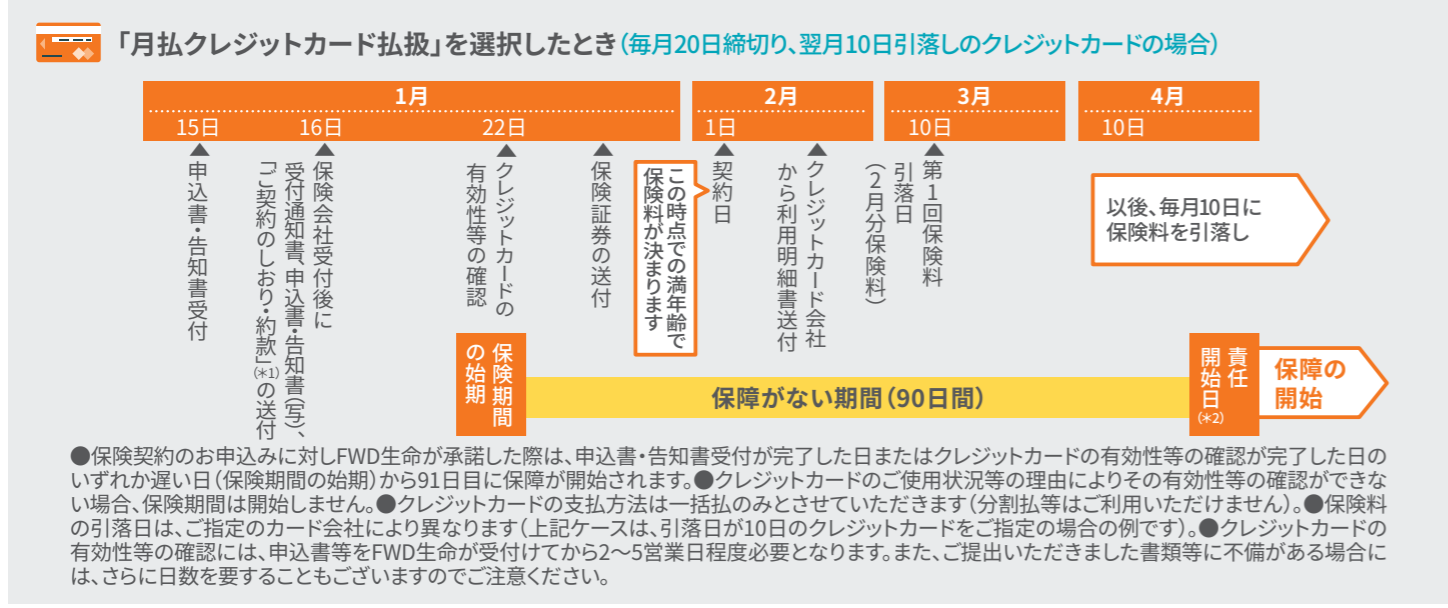 「月払クレジットカード払扱」を選択したとき(毎月20日締切り、翌月10日引落しのクレジットカードの場合)
1月
2月
3月
4月
15日
16日
22日
1日
10日
10日
申込書・告知書受付
保険会社受付後に
受付通知書、申込書・告知書(写)、
「ご契約のしおり・約款」(*1)の送付
クレジットカードの
有効性等の確認
保険証券の送付
この時点での満年齢で
保険料が決まります
契約日
クレジットカード会社
から利用明細書送付
第1回保険料
引落日
(2月分保険料)
以後、毎月10日に
保険料を引落し
保険期間
の始期
保障がない期間(90日間)
責任
開始日(*2)
保障の
開始
●保険契約のお申込みに対しFWD生命が承諾した際は、申込書・告知書受付が完了した日またはクレジットカードの有効性等の確認が完了した日の
いずれか遅い日(保険期間の始期)から91日目に保障が開始されます。●クレジットカードのご使用状況等の理由によりその有効性等の確認ができな
い場合、保険期間は開始しません。●クレジットカードの支払方法は一括払のみとさせていただきます(分割払等はご利用いただけません)。●保険料
の引落日は、ご指定のカード会社により異なります(上記ケースは、引落日が10日のクレジットカードをご指定の場合の例です)。●クレジットカードの
有効性等の確認には、申込書等をFWD生命が受付けてから2〜5営業日程度必要となります。また、ご提出いただきました書類等に不備がある場合に
は、さらに日数を要することもございますのでご注意ください。